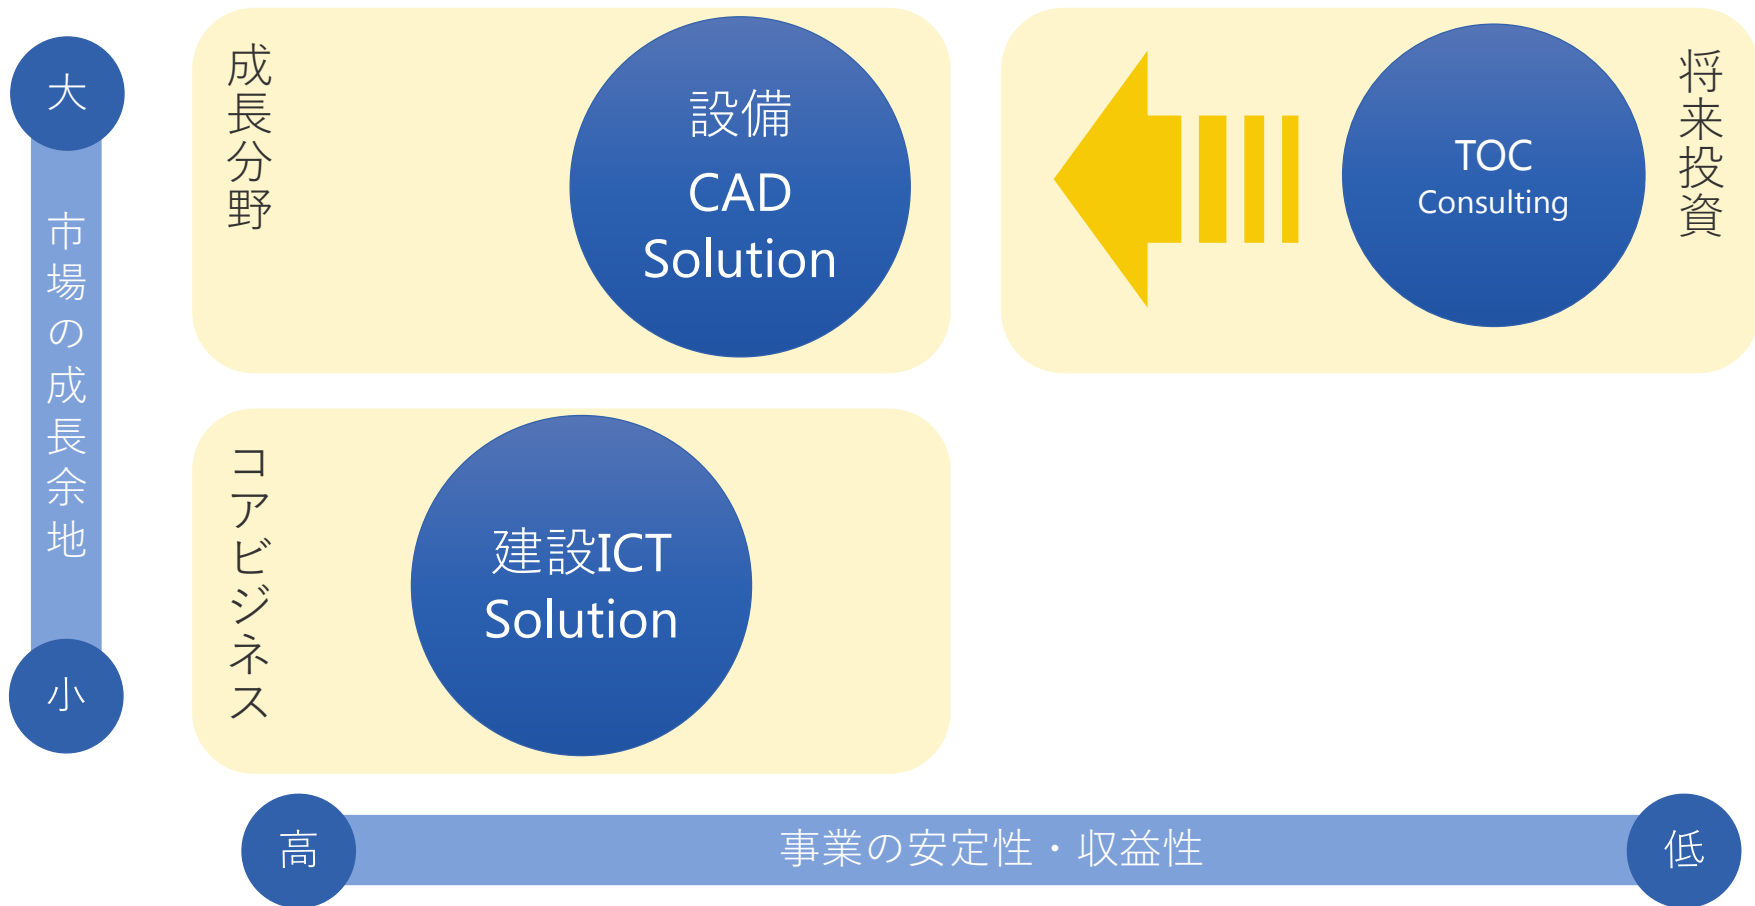 大
市場の成長余地
小
成長分野
設備
CAD
Solution
TOC
Consulting
将来投資
コアビジネス
建設ICT
Solution
高
事業の安定性・収益性
低